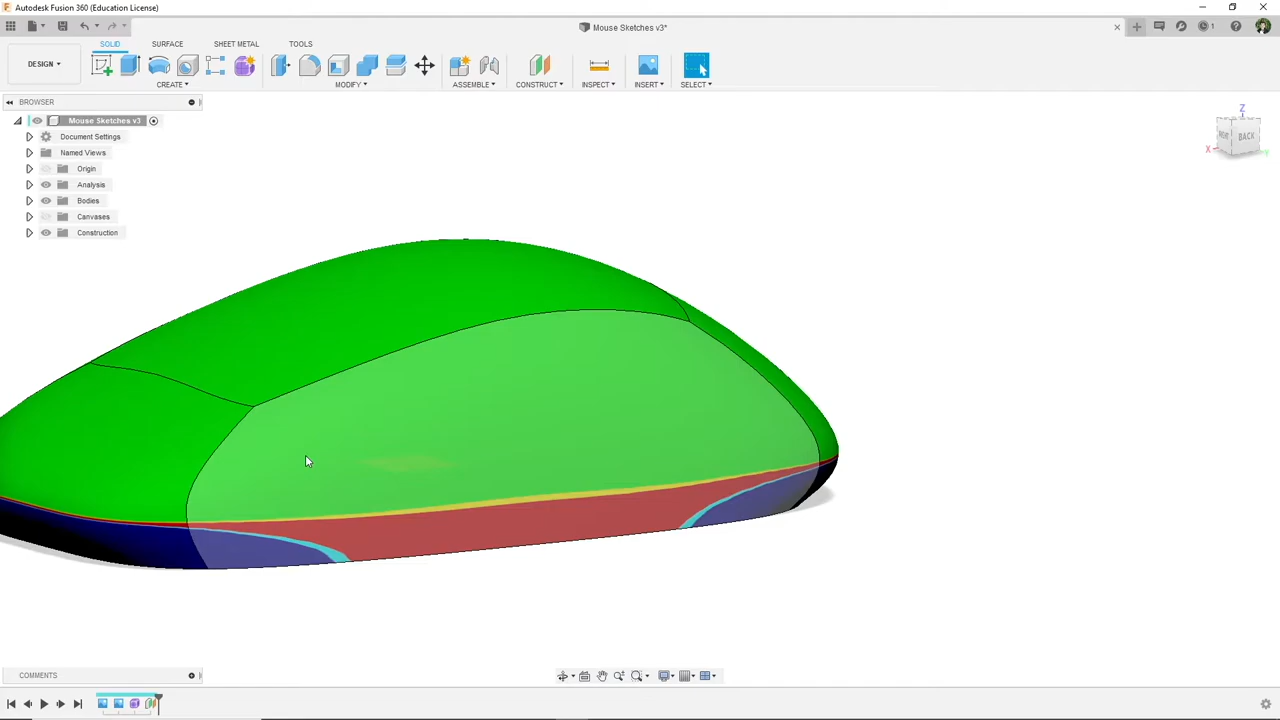 Autodesk Fusion 360 (Education License)
Mouse Sketches v3*
1
SOLID SURFACE SHEET METAL TOOLS
DESIGN
CREATE MODIFY ASSEMBLE CONSTRUCT INSPECT INSERT SELECT
BROWSER
Mouse Sketches v3
Document Settings
Named Views
Origin
Analysis
Bodies
Canvases
Construction
Z
BACK
X
Y
COMMENTS